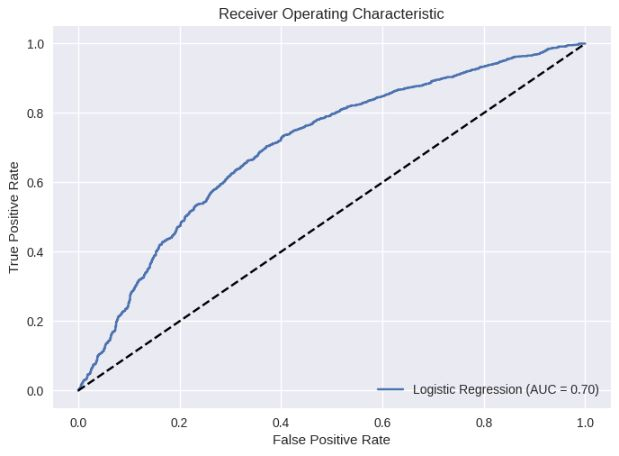 Receiver Operating Characteristic
True Positive Rate
1.0
0.8
0.6
0.4
0.2
0.0
Logistic Regression (AUC = 0.70)
0.0 0.2 0.4 0.6 0.8 1.0
False Positive Rate